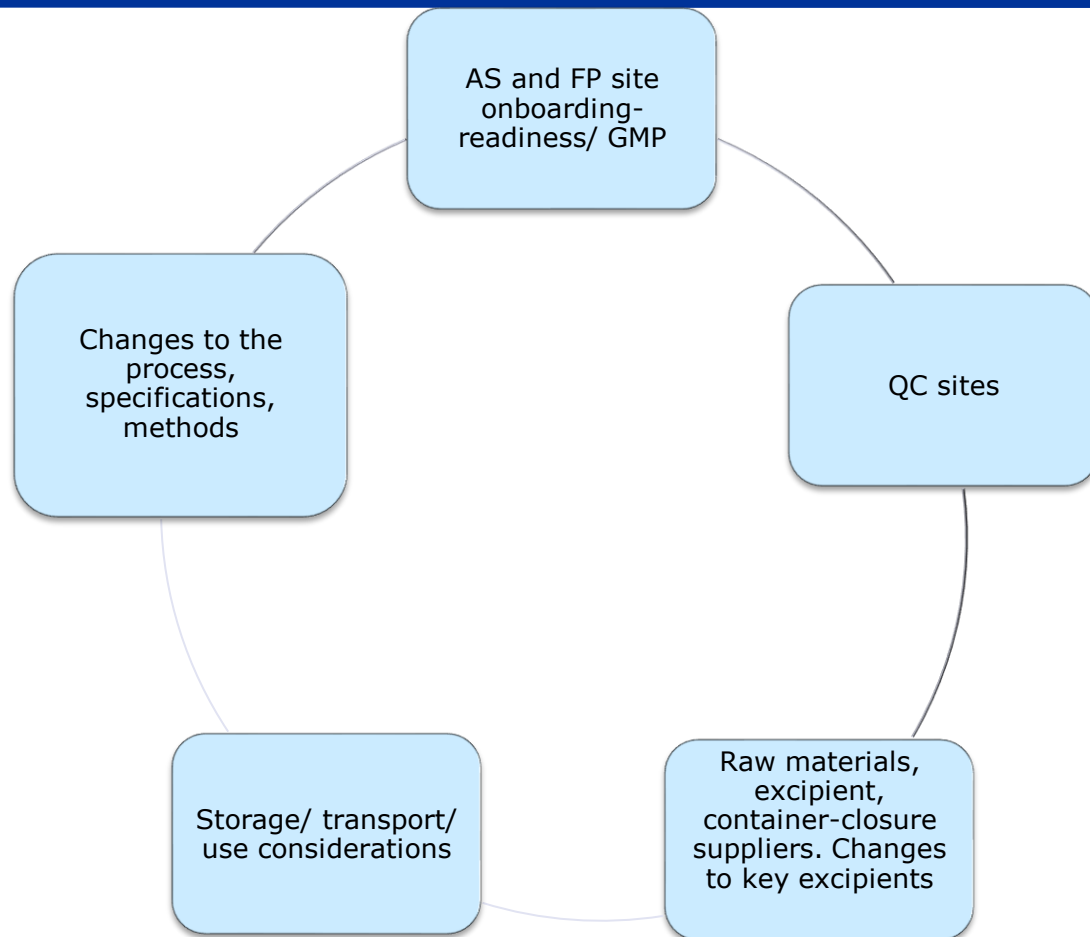 AS and FP site
onboarding-
readiness/ GMP
QC sites
Raw materials,
excipient,
container-closure
suppliers. Changes
to key excipients
Storage/ transport/
use considerations
Changes to the
process,
specifications,
methods